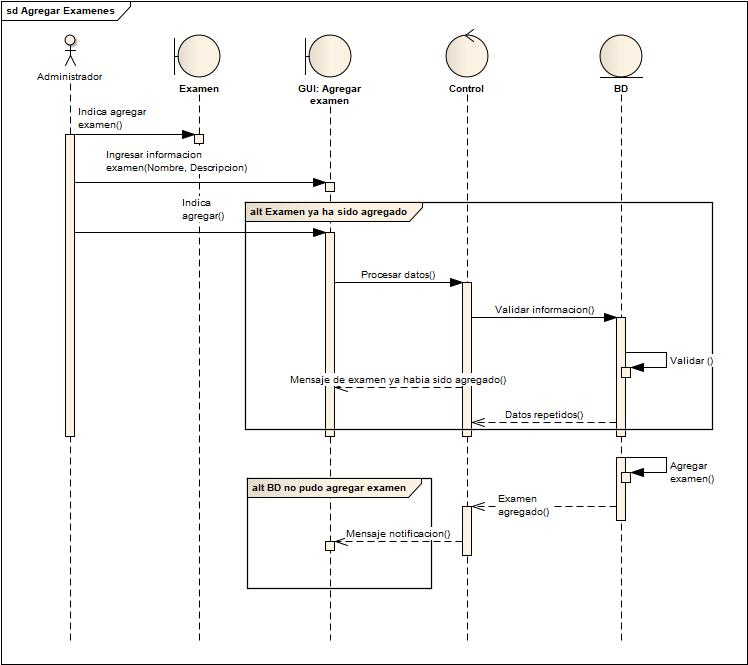 sd Agregar Examenes
Administrador
Examen
GUI: Agregar
examen
Control
BD
Indica agregar
examen()
Ingresar informacion
examen(Nombre, Descripcion)
Indica
agregar()
alt Examen ya ha sido agregado
Procesar datos()
Validar informacion()
Validar ()
Mensaje de examen ya habia sido agregado()
Datos repetidos()
Agregar
examen()
alt BD no pudo agregar examen
Examen
agregado()
Mensaje notificacion()